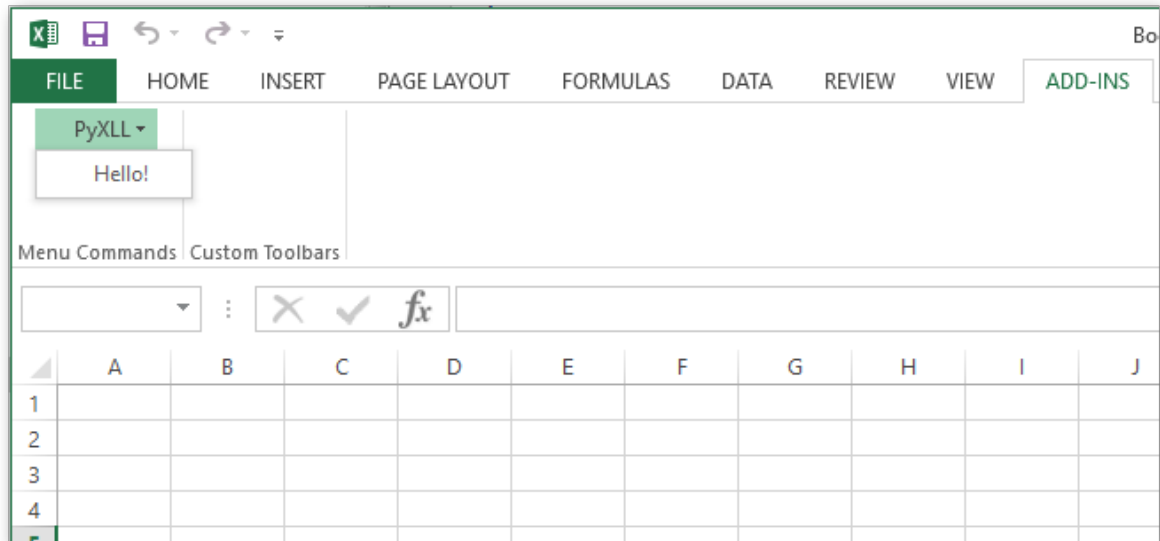 Bo
FILE HOME INSERT PAGE LAYOUT FORMULAS DATA REVIEW VIEW ADD-INS
PyXLL
Hello!
Menu Commands Custom Toolbars
fx
A B C D E F G H I J
1
2
3
4
5